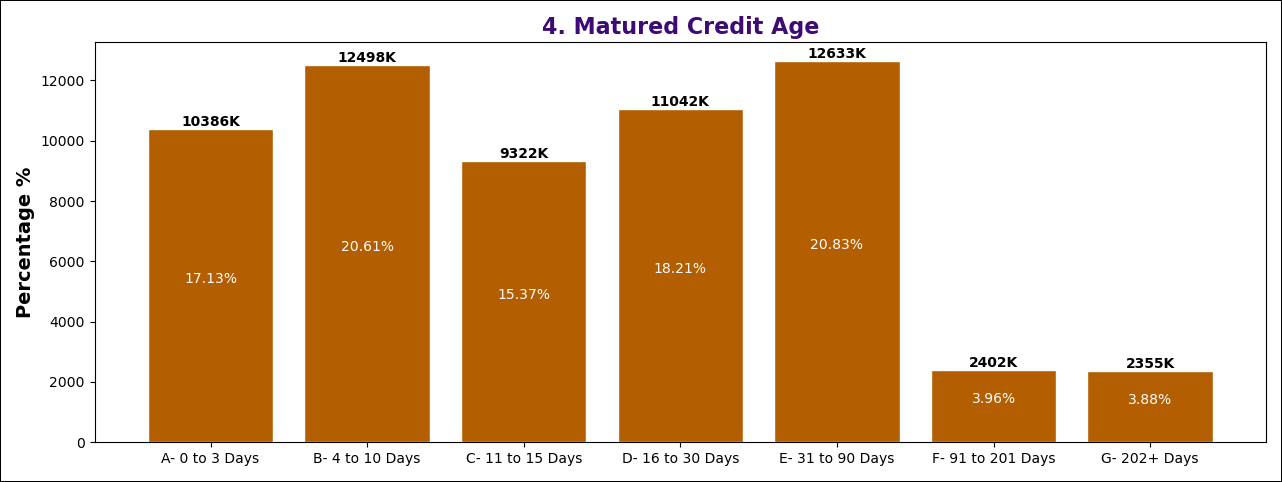 4. Matured Credit Age
Percentage %
12000
10000
8000
6000
4000
2000
0
10386K
12498K
9322K
11042K
12633K
2402K
2355K
17.13%
20.61%
15.37%
18.21%
20.83%
3.96%
3.88%
A- 0 to 3 Days
B- 4 to 10 Days
C- 11 to 15 Days
D- 16 to 30 Days
E- 31 to 90 Days
F- 91 to 201 Days
G- 202+ Days